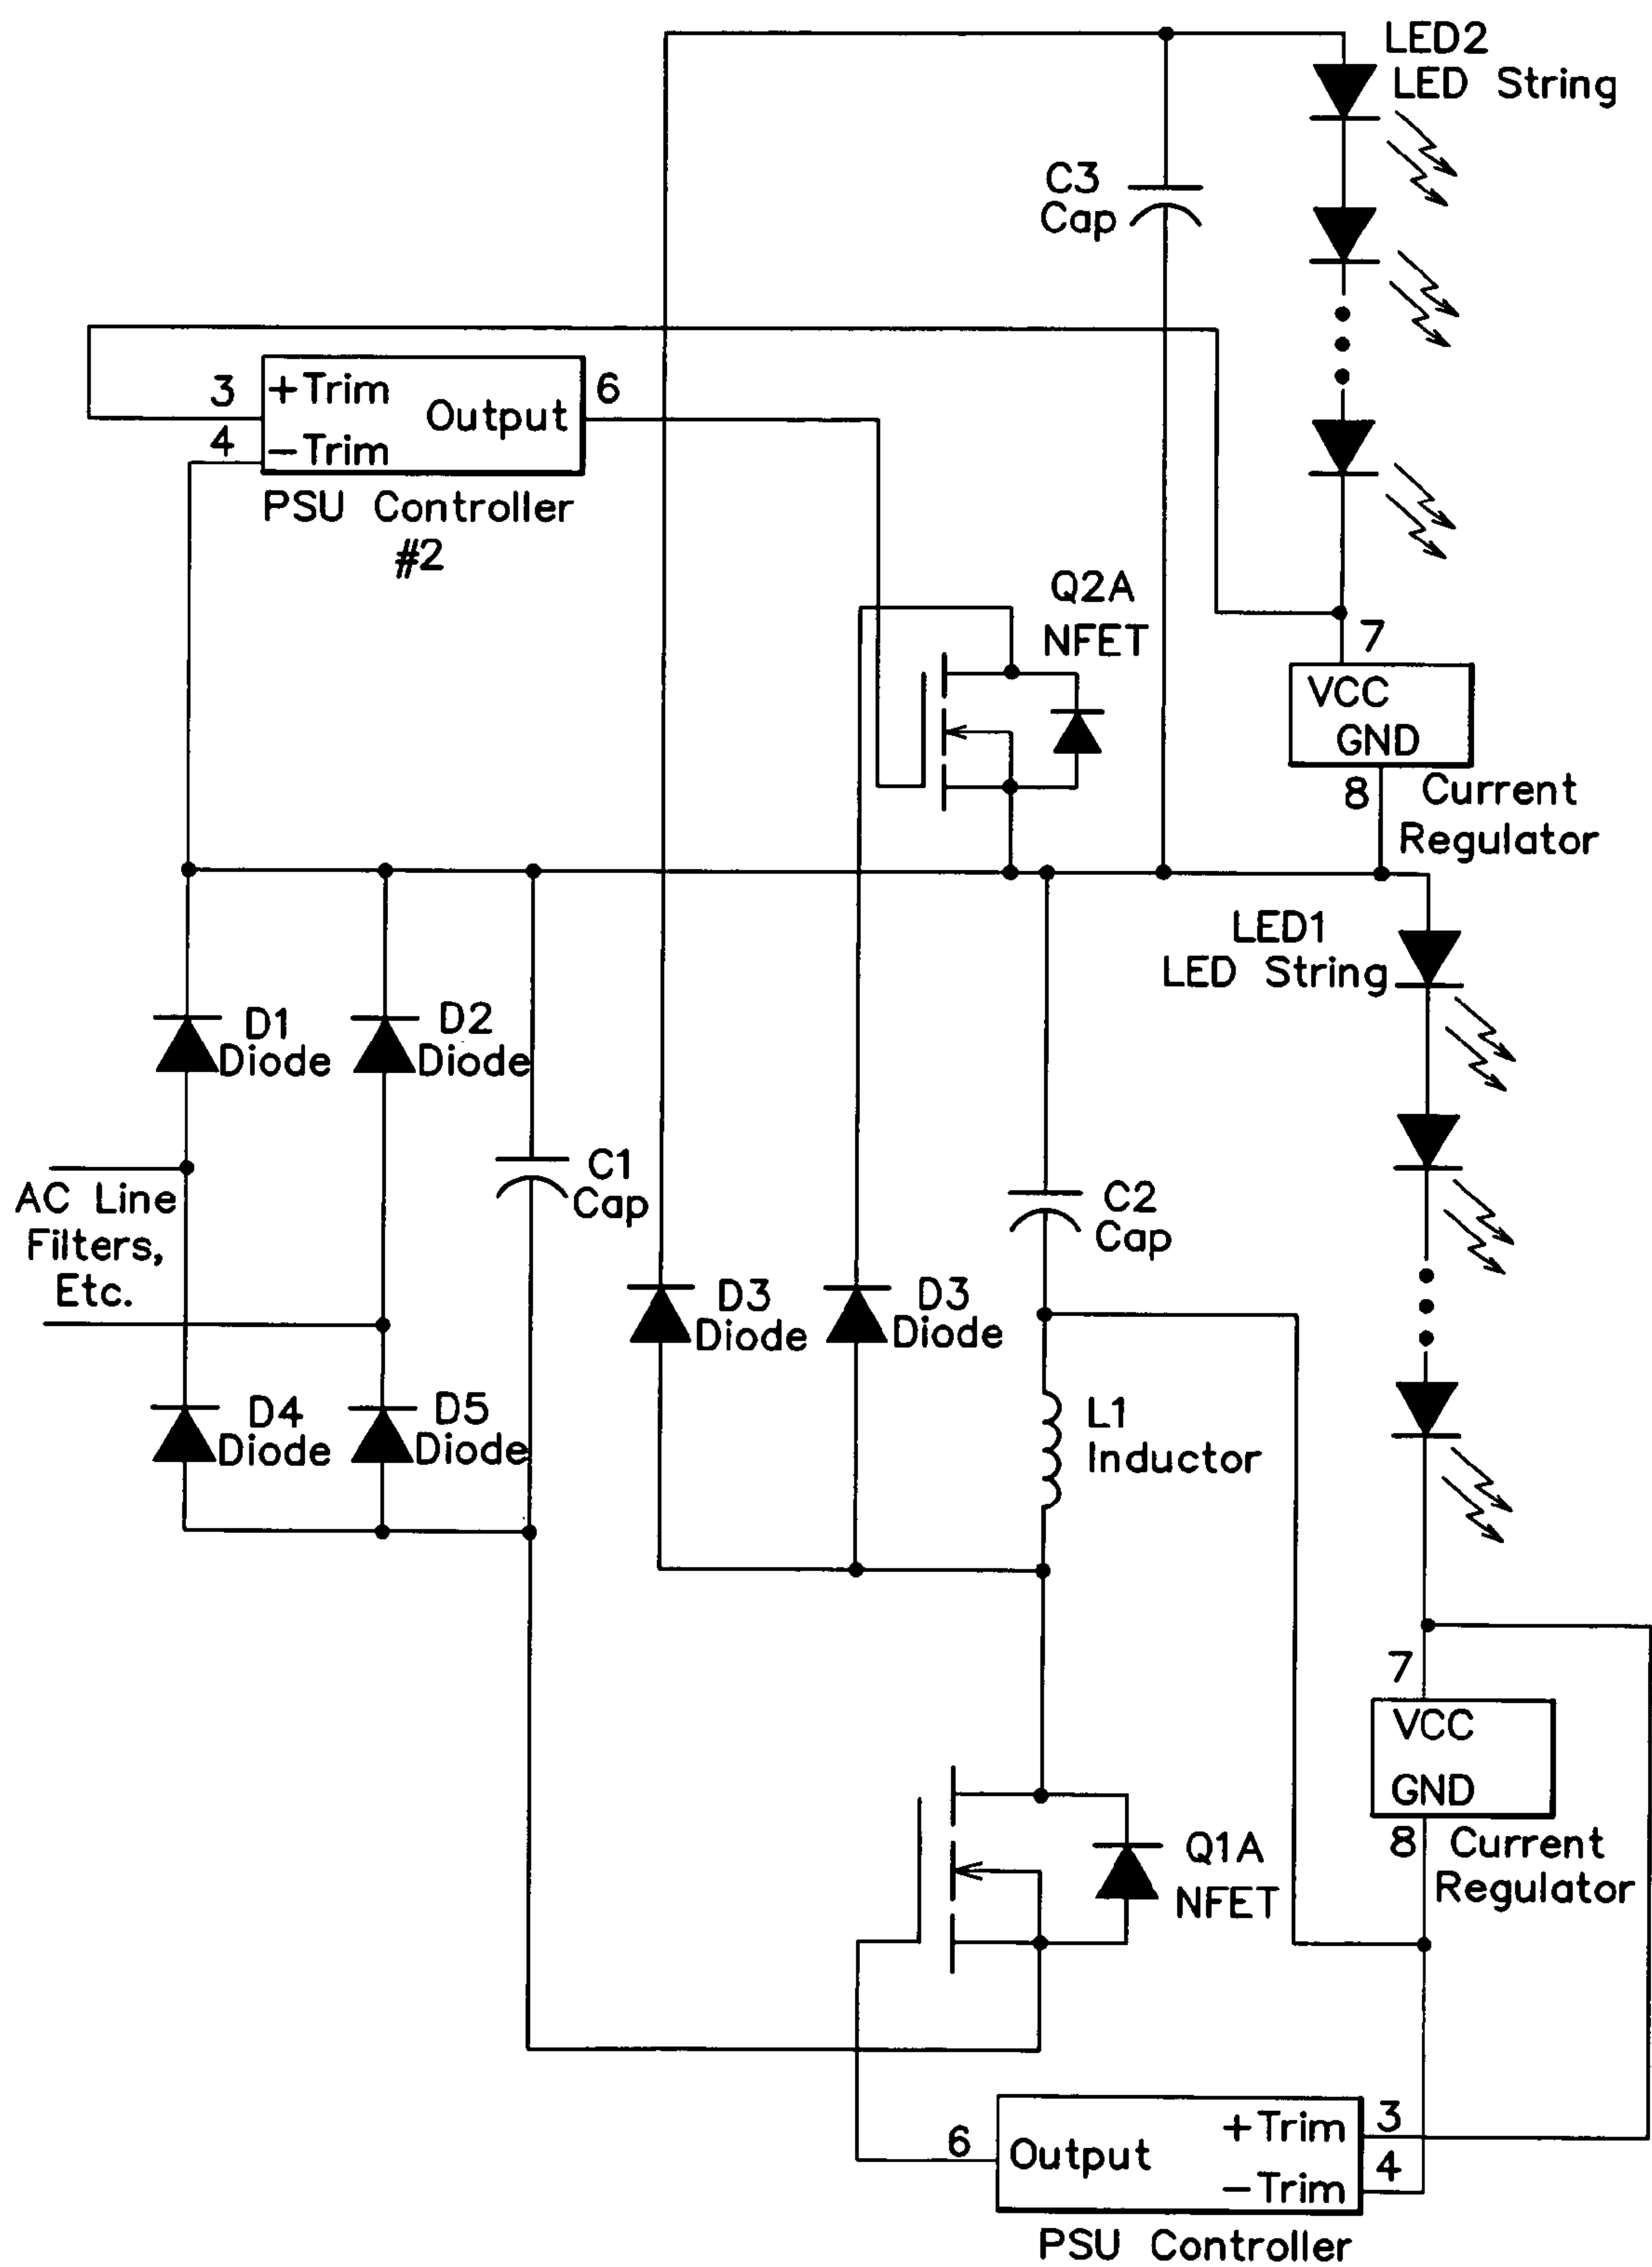 LED2
LED String
C3
Cap
3
+Trim
Output
6
4
−Trim
PSU Controller
#2
Q2A
NFET
7
VCC
GND
8
Current
Regulator
LED1
LED String
D1
Diode
D2
Diode
AC Line
Filters,
Etc.
C1
Cap
C2
Cap
D3
Diode
D3
Diode
D4
Diode
D5
Diode
L1
Inductor
7
VCC
GND
8
Current
Regulator
Q1A
NFET
6
Output
+Trim
3
−Trim
4
PSU Controller